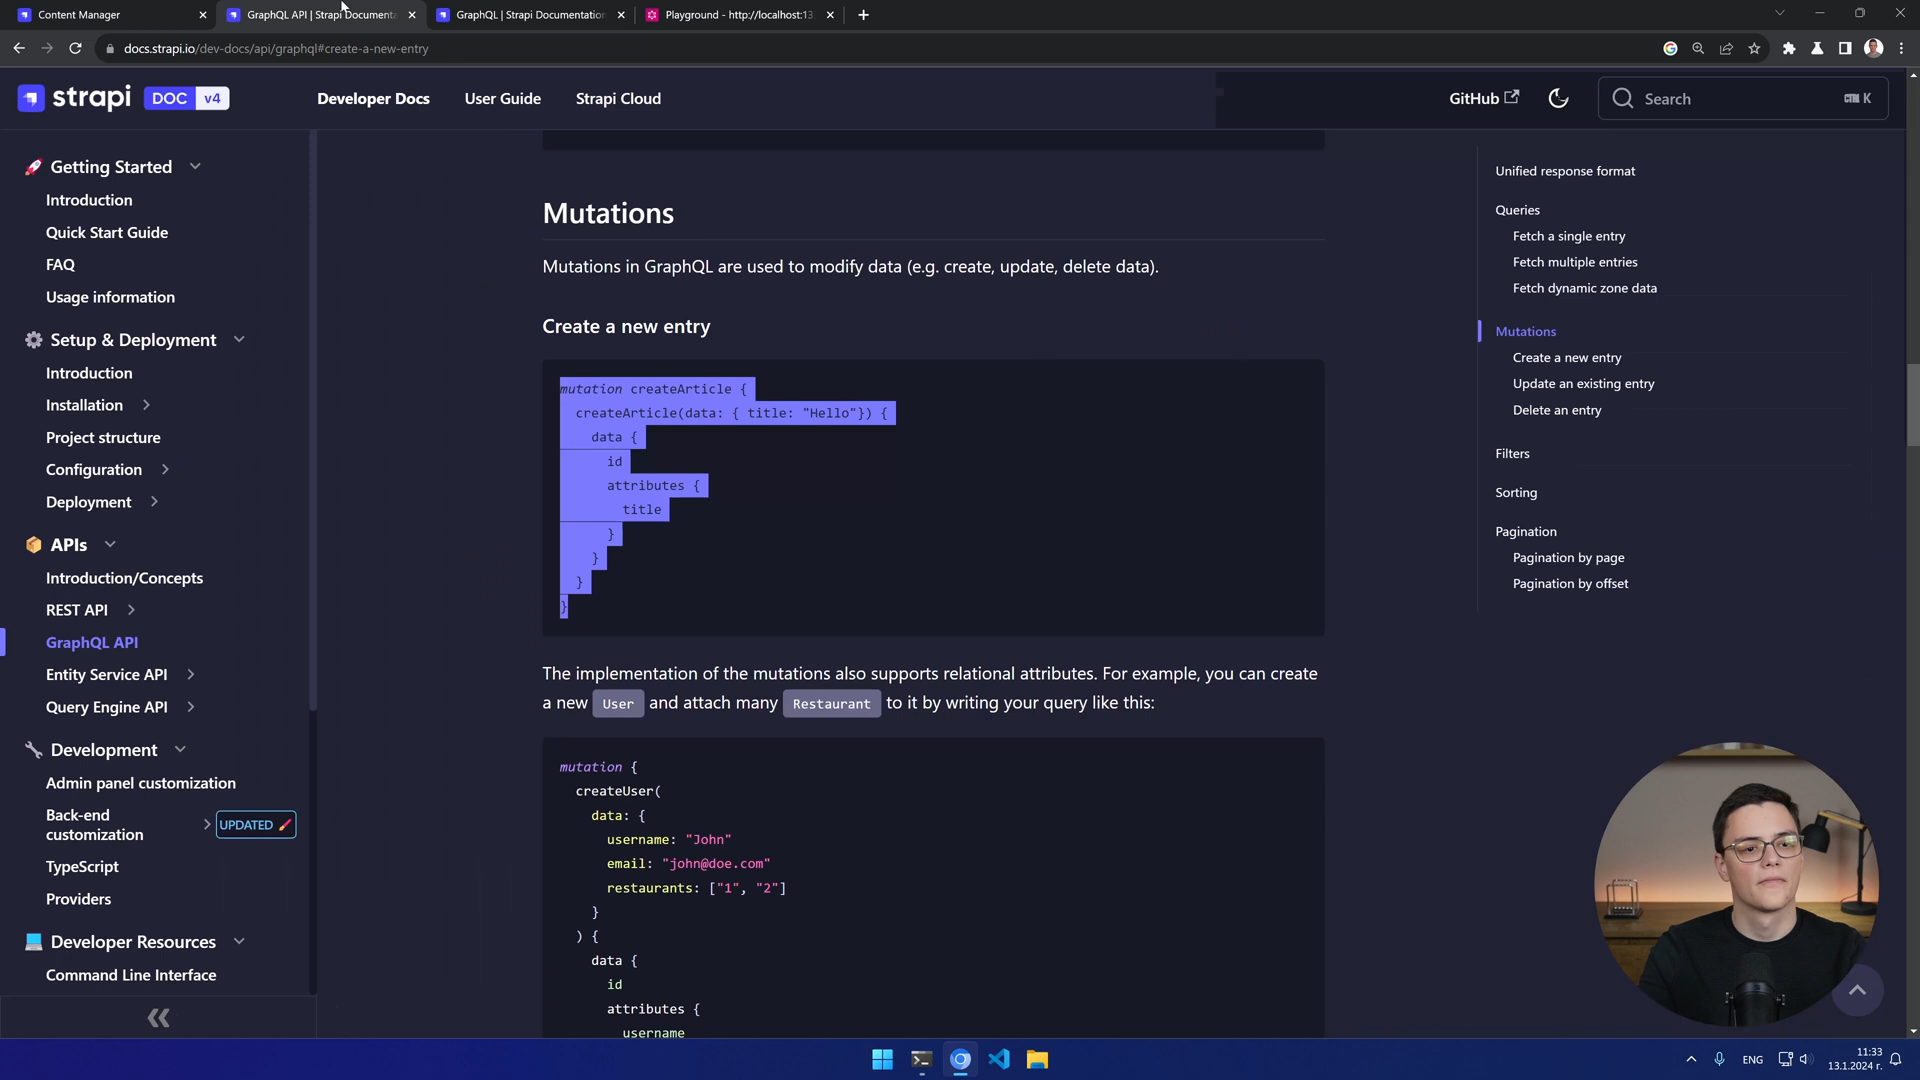 Content Manager
GraphQL API | Strapi Documenta
GraphQL | Strapi Documentation
Playground - http://localhost:13
docs.strapi.io/dev-docs/api/graphql#create-a-new-entry
strapi DOC v4
Developer Docs
User Guide
Strapi Cloud
GitHub
Search
CTRL K
Getting Started
Introduction
Quick Start Guide
FAQ
Usage information
Setup & Deployment
Introduction
Installation
Project structure
Configuration
Deployment
APIs
Introduction/Concepts
REST API
GraphQL API
Entity Service API
Query Engine API
Development
Admin panel customization
Back-end
customization
UPDATED
TypeScript
Providers
Developer Resources
Command Line Interface
Mutations
Mutations in GraphQL are used to modify data (e.g. create, update, delete data).
Create a new entry
mutation createArticle {
createArticle(data: { title: "Hello"}) {
data {
id
attributes {
title
}
}
}
}
The implementation of the mutations also supports relational attributes. For example, you can create
a new User and attach many Restaurant to it by writing your query like this:
mutation {
createUser(
data: {
username: "John"
email: "john@doe.com"
restaurants: ["1", "2"]
}
) {
data {
id
attributes {
username
Unified response format
Queries
Fetch a single entry
Fetch multiple entries
Fetch dynamic zone data
Mutations
Create a new entry
Update an existing entry
Delete an entry
Filters
Sorting
Pagination
Pagination by page
Pagination by offset
ENG
11:33
13.1.2024 г.